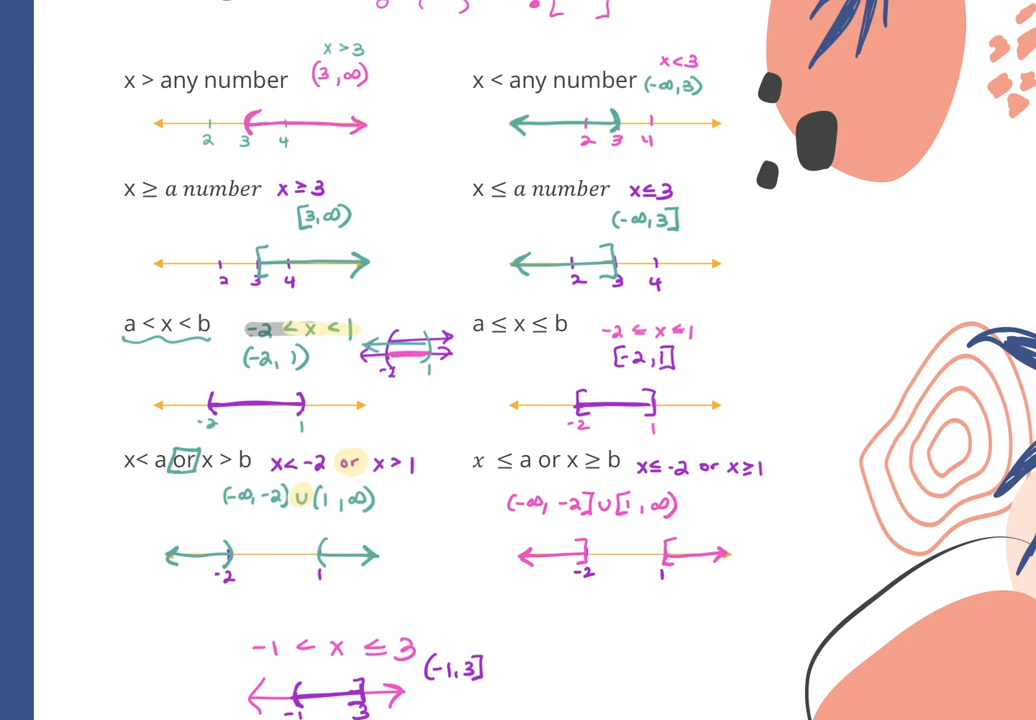 ( ) [ ]
x > 3
x > any number (3, ∞)
2 3 4
x < 3
x < any number (-∞, 3)
2 3 4
x ≥ a number x ≥ 3
[3, ∞)
2 3 4
x ≤ a number x ≤ 3
(-∞, 3]
2 3 4
a < x < b -2 < x < 1
(-2, 1)
-2 1
-2 1
a ≤ x ≤ b -2 ≤ x ≤ 1
[-2, 1]
-2 1
x< a or x > b x < -2 or x > 1
(-∞, -2) ∪ (1, ∞)
-2 1
x ≤ a or x ≥ b x ≤ -2 or x ≥ 1
(-∞, -2] ∪ [1, ∞)
-2 1
-1 < x ≤ 3
(-1, 3]
-1 3